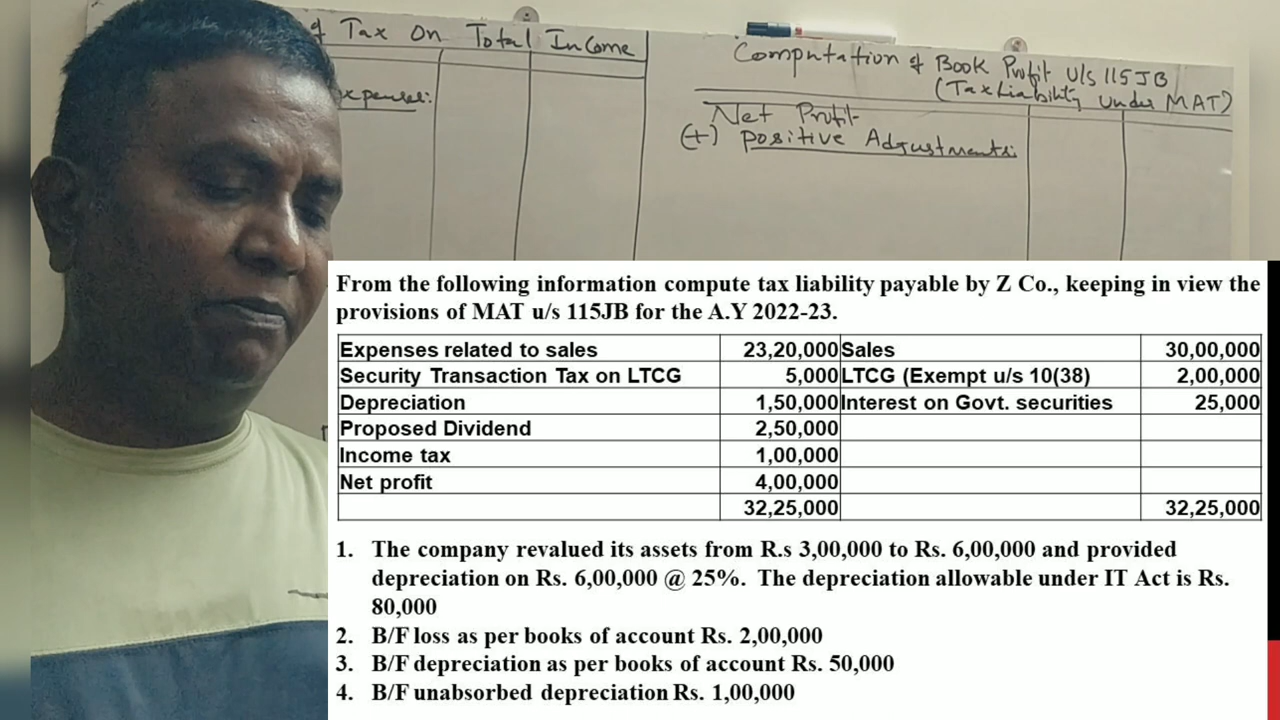 of Tax on Total Income
xpenses:
Computation of Book Profit U/s 115JB
(Tax Liability under MAT)
Net Profit
(+) Positive Adjustments:
From the following information compute tax liability payable by Z Co., keeping in view the
provisions of MAT u/s 115JB for the A.Y 2022-23.
Expenses related to sales 23,20,000 Sales 30,00,000
Security Transaction Tax on LTCG 5,000 LTCG (Exempt u/s 10(38) 2,00,000
Depreciation 1,50,000 Interest on Govt. securities 25,000
Proposed Dividend 2,50,000
Income tax 1,00,000
Net profit 4,00,000
32,25,000 32,25,000
1. The company revalued its assets from R.s 3,00,000 to Rs. 6,00,000 and provided
depreciation on Rs. 6,00,000 @ 25%. The depreciation allowable under IT Act is Rs.
80,000
2. B/F loss as per books of account Rs. 2,00,000
3. B/F depreciation as per books of account Rs. 50,000
4. B/F unabsorbed depreciation Rs. 1,00,000